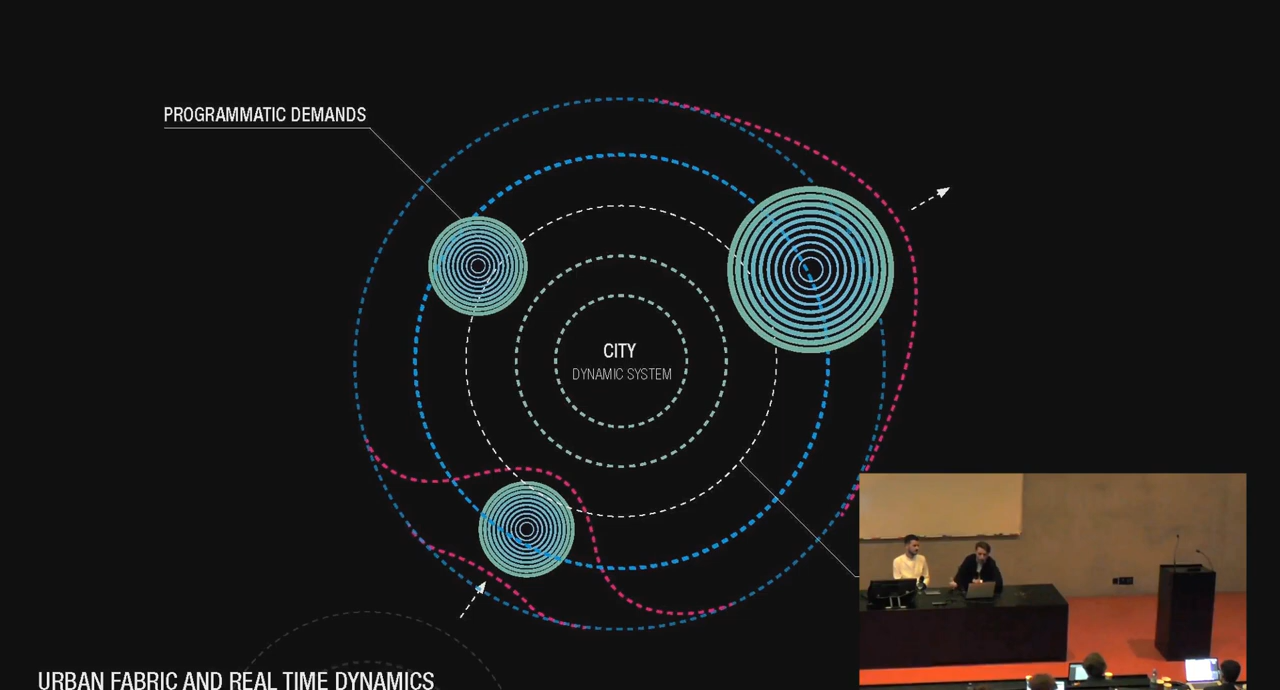 PROGRAMMATIC DEMANDS
CITY
DYNAMIC SYSTEM
URBAN FABRIC AND REAL TIME DYNAMICS